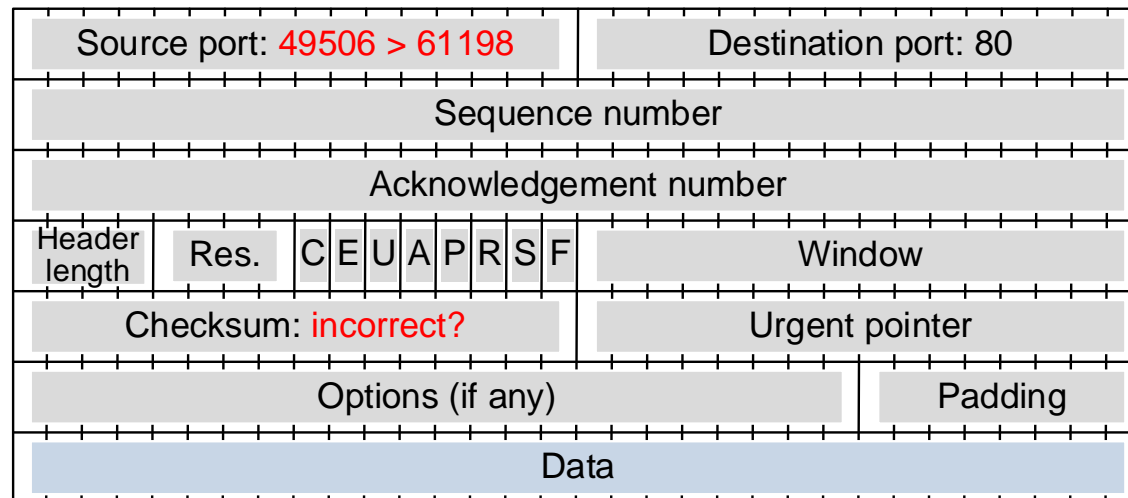 Source port: 49506 > 61198
Destination port: 80
Sequence number
Acknowledgement number
Header
length
Res.
C
E
U
A
P
R
S
F
Window
Checksum: incorrect?
Urgent pointer
Options (if any)
Padding
Data